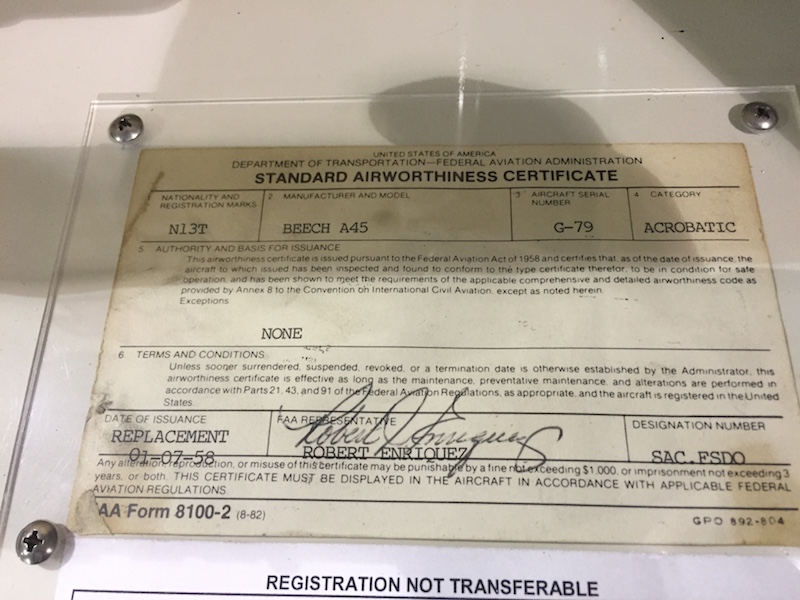 UNITED STATES OF AMERICA
DEPARTMENT OF TRANSPORTATION—FEDERAL AVIATION ADMINISTRATION
STANDARD AIRWORTHINESS CERTIFICATE
NATIONALITY AND REGISTRATION MARKS
N13T
2 MANUFACTURER AND MODEL
BEECH A45
3 AIRCRAFT SERIAL NUMBER
G-79
4 CATEGORY
ACROBATIC
5 AUTHORITY AND BASIS FOR ISSUANCE
This airworthiness certificate is issued pursuant to the Federal Aviation Act of 1958 and certifies that, as of the date of issuance, the
aircraft to which issued has been inspected and found to conform to the type certificate therefor, to be in condition for safe
operation, and has been shown to meet the requirements of the applicable comprehensive and detailed airworthiness code as
provided by Annex 8 to the Convention on International Civil Aviation, except as noted herein.
Exceptions
NONE
6 TERMS AND CONDITIONS
Unless sooner surrendered, suspended, revoked, or a termination date is otherwise established by the Administrator, this
airworthiness certificate is effective as long as the maintenance, preventative maintenance, and alterations are performed in
accordance with Parts 21, 43, and 91 of the Federal Aviation Regulations, as appropriate, and the aircraft is registered in the United
States.
DATE OF ISSUANCE
REPLACEMENT
01-07-58
FAA REPRESENTATIVE
Robert J Enriquez
ROBERT ENRIQUEZ
DESIGNATION NUMBER
SAC.FSDO
Any alteration, reproduction, or misuse of this certificate may be punishable by a fine not exceeding $1,000, or imprisonment not exceeding 3
years, or both. THIS CERTIFICATE MUST BE DISPLAYED IN THE AIRCRAFT IN ACCORDANCE WITH APPLICABLE FEDERAL
AVIATION REGULATIONS
AA Form 8100-2 (8-82)
GPO 892-804
REGISTRATION NOT TRANSFERABLE